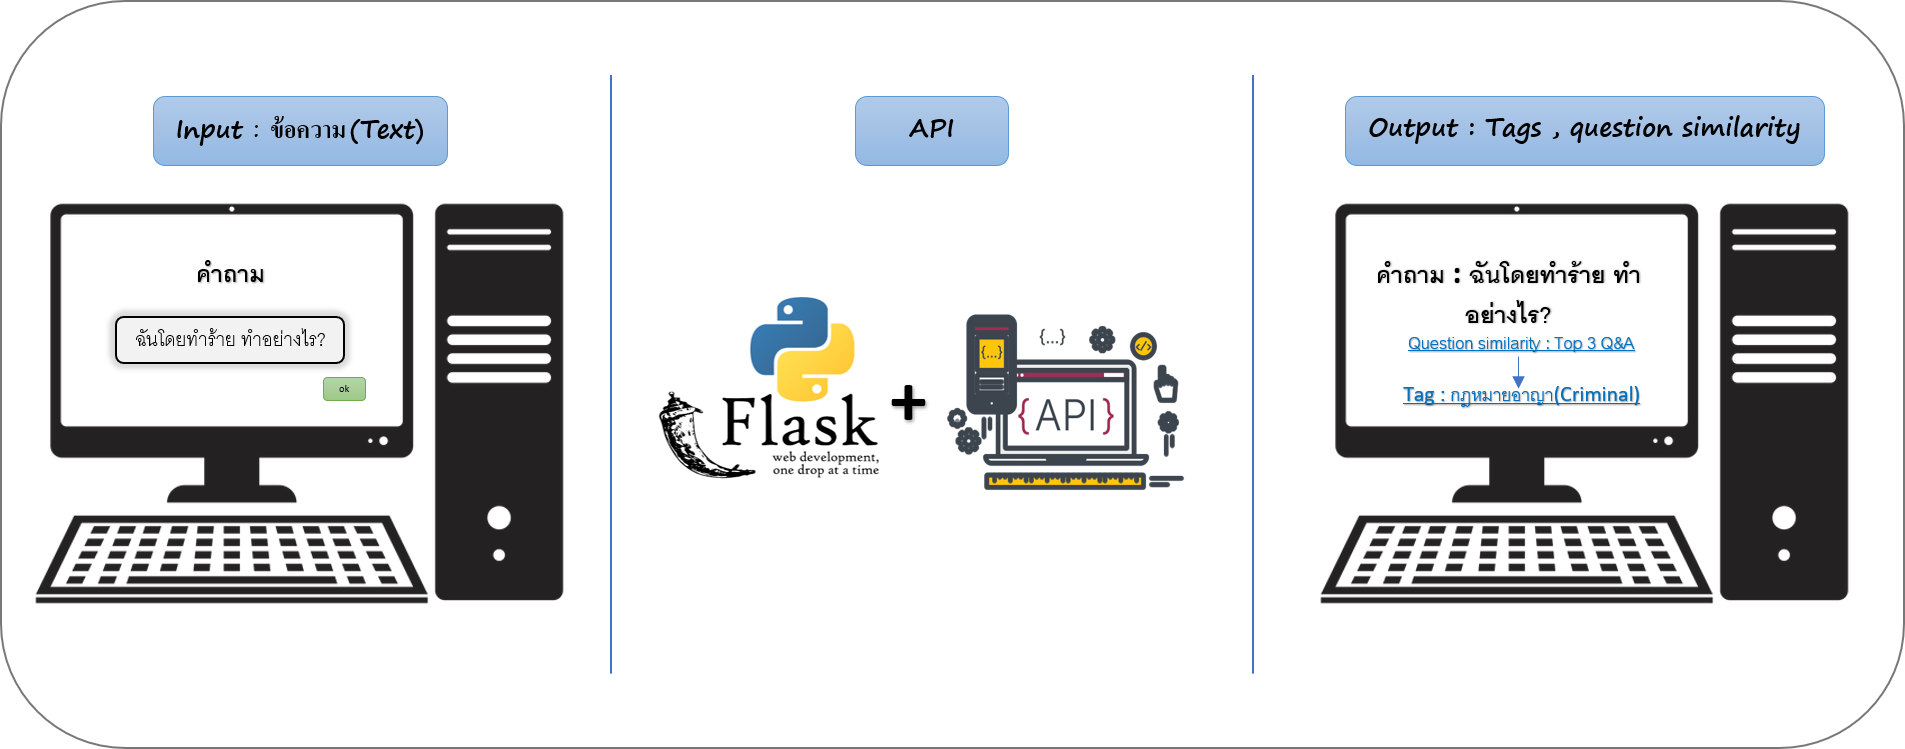 Input : ข้อความ(Text)
คำถาม
ฉันโดยทำร้าย ทำอย่างไร?
ok
API
Flask
web development,
one drop at a time
+
{...}
{...}
</>
{API}
Output : Tags , question similarity
คำถาม : ฉันโดยทำร้าย ทำ
อย่างไร?
Question similarity : Top 3 Q&A
Tag : กฎหมายอาญา(Criminal)